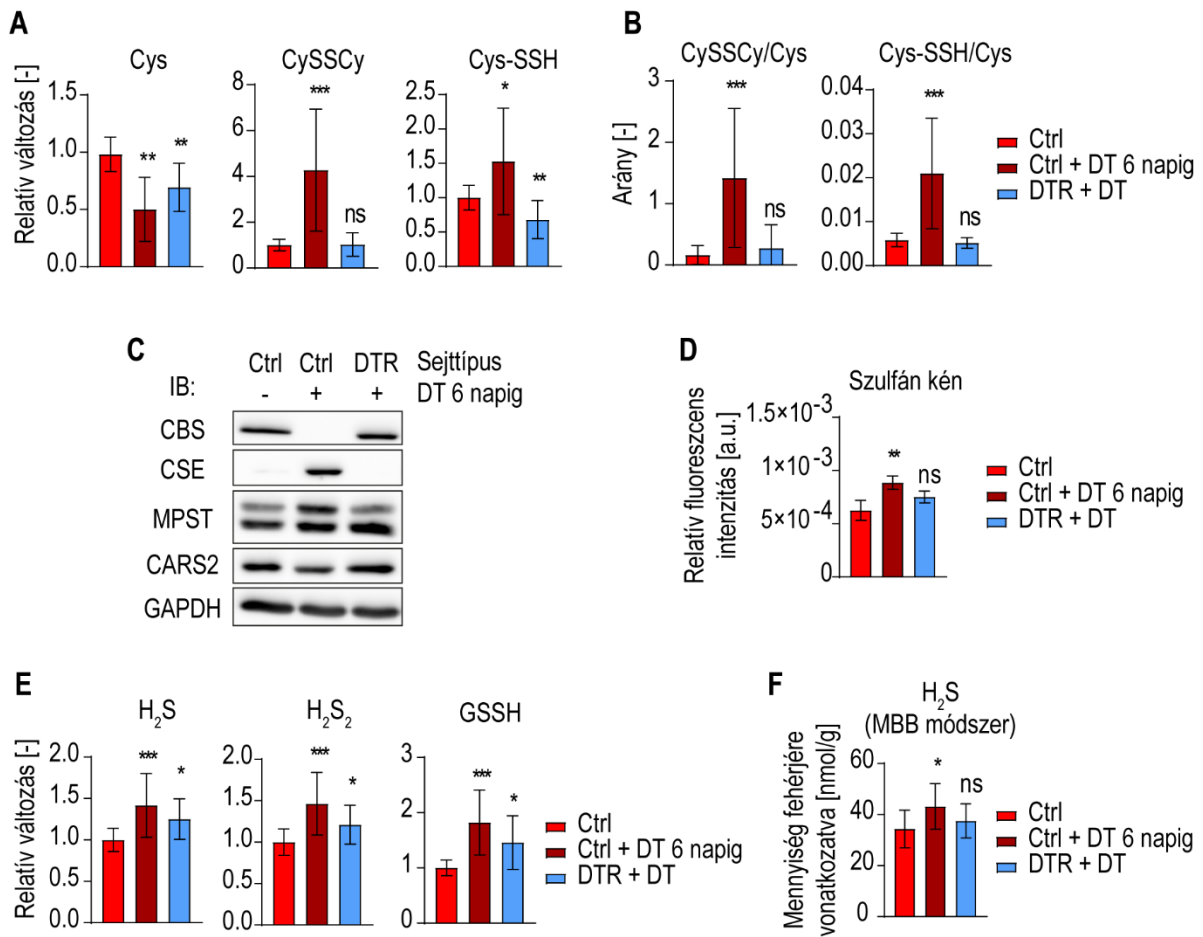 A
Cys
CySSCy
Cys-SSH
Relatív változás [-]
1.5
1.0
0.5
0.0
**
**
8
6
4
2
0
***
ns
2.5
2.0
1.5
1.0
0.5
0.0
*
**
B
CySSCy/Cys
Cys-SSH/Cys
Arány [-]
3
2
1
0
***
ns
0.04
0.03
0.02
0.01
0.00
***
ns
Ctrl
Ctrl + DT 6 napig
DTR + DT
C
Ctrl Ctrl DTR Sejttípus
IB: - + + DT 6 napig
CBS
CSE
MPST
CARS2
GAPDH
D
Szulfán kén
Relatív fluoreszcens
intenzitás [a.u.]
1.5×10⁻³
1×10⁻³
5×10⁻⁴
0
**
ns
Ctrl
Ctrl + DT 6 napig
DTR + DT
E
H₂S
H₂S₂
GSSH
Relatív változás [-]
2.0
1.5
1.0
0.5
0.0
***
*
2.0
1.5
1.0
0.5
0.0
***
*
3
2
1
0
***
*
Ctrl
Ctrl + DT 6 napig
DTR + DT
F
H₂S
(MBB módszer)
Mennyiség fehérjére
vonatkozatva [nmol/g]
60
40
20
0
*
ns
Ctrl
Ctrl + DT 6 napig
DTR + DT